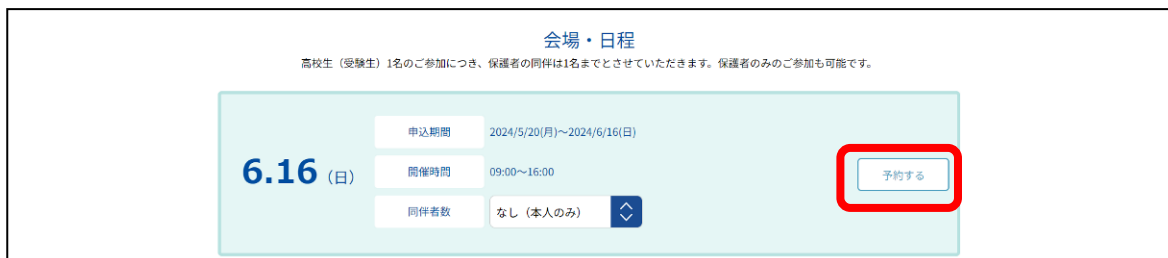 会場・日程
高校生（受験生）1名のご参加につき、保護者の同伴は1名までとさせていただきます。保護者のみのご参加も可能です。
申込期間 2024/5/20(月)～2024/6/16(日)
6.16（日） 開催時間 09:00～16:00 予約する
同伴者数 なし（本人のみ）